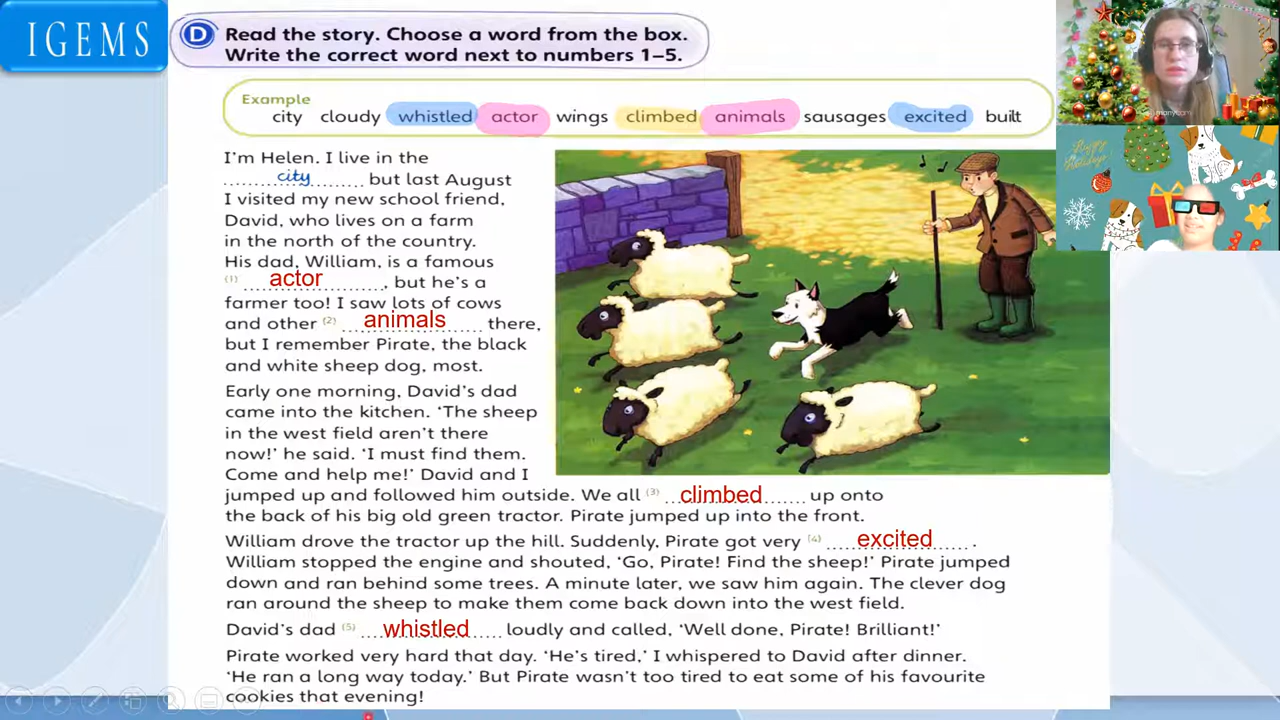 IGEMS
D Read the story. Choose a word from the box.
Write the correct word next to numbers 1–5.
Example
city cloudy whistled actor wings climbed animals sausages excited built
I'm Helen. I live in the
city but last August
I visited my new school friend,
David, who lives on a farm
in the north of the country.
His dad, William, is a famous
(1) actor, but he's a
farmer too! I saw lots of cows
and other (2) animals there,
but I remember Pirate, the black
and white sheep dog, most.
Early one morning, David's dad
came into the kitchen. 'The sheep
in the west field aren't there
now!' he said. 'I must find them.
Come and help me!' David and I
jumped up and followed him outside. We all (3) climbed up onto
the back of his big old green tractor. Pirate jumped up into the front.
William drove the tractor up the hill. Suddenly, Pirate got very (4) excited.
William stopped the engine and shouted, 'Go, Pirate! Find the sheep!' Pirate jumped
down and ran behind some trees. A minute later, we saw him again. The clever dog
ran around the sheep to make them come back down into the west field.
David's dad (5) whistled loudly and called, 'Well done, Pirate! Brilliant!'
Pirate worked very hard that day. 'He's tired,' I whispered to David after dinner.
'He ran a long way today.' But Pirate wasn't too tired to eat some of his favourite
cookies that evening!
Happy
Holidays!